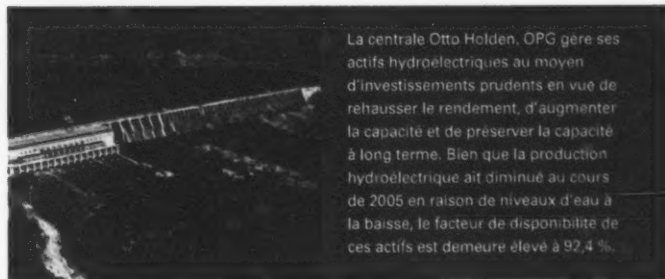 La centrale Otto Holden. OPG gère ses
actifs hydroélectriques au moyen
d'investissements prudents en vue de
rehausser le rendement, d'augmenter
la capacité et de préserver la capacité
à long terme. Bien que la production
hydroélectrique ait diminué au cours
de 2005 en raison de niveaux d'eau à
la baisse, le facteur de disponibilité de
ces actifs est demeuré élevé à 92,4 %.